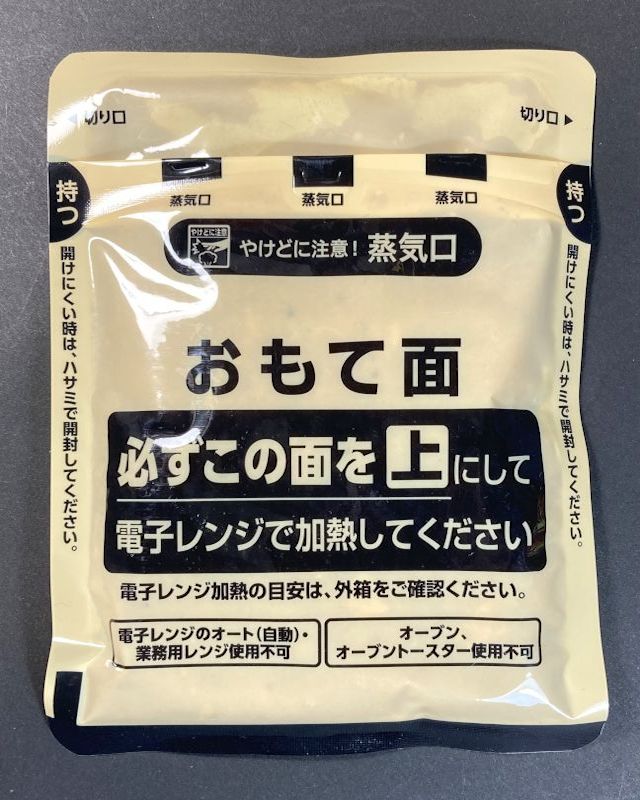 ◀切り口
切り口▶
持つ
持つ
蒸気口
蒸気口
蒸気口
やけどに注意
やけどに注意! 蒸気口
開けにくい時は、ハサミで開封してください。
開けにくい時は、ハサミで開封してください。
おもて面
必ずこの面を上にして
電子レンジで加熱してください
電子レンジ加熱の目安は、外箱をご確認ください。
電子レンジのオート(自動)・
業務用レンジ使用不可
オーブン、
オーブントースター使用不可